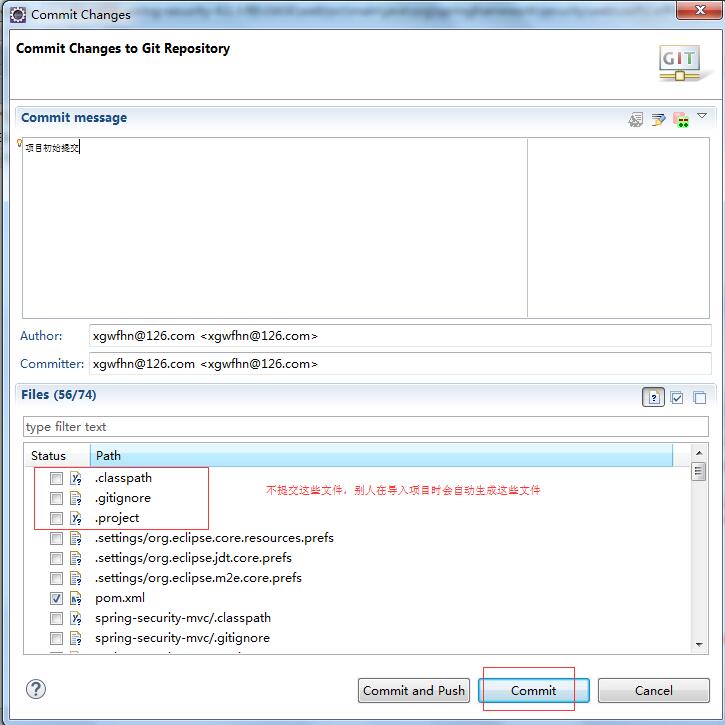 Commit Changes
Commit Changes to Git Repository
GIT
Commit message
项目初始提交
Author: xgwfhn@126.com <xgwfhn@126.com>
Committer: xgwfhn@126.com <xgwfhn@126.com>
Files (56/74)
type filter text
Status Path
.classpath
.gitignore
不提交这些文件，别人在导入项目时会自动生成这些文件
.project
.settings/org.eclipse.core.resources.prefs
.settings/org.eclipse.jdt.core.prefs
.settings/org.eclipse.m2e.core.prefs
pom.xml
spring-security-mvc/.classpath
spring-security-mvc/.gitignore
Commit and Push Commit Cancel